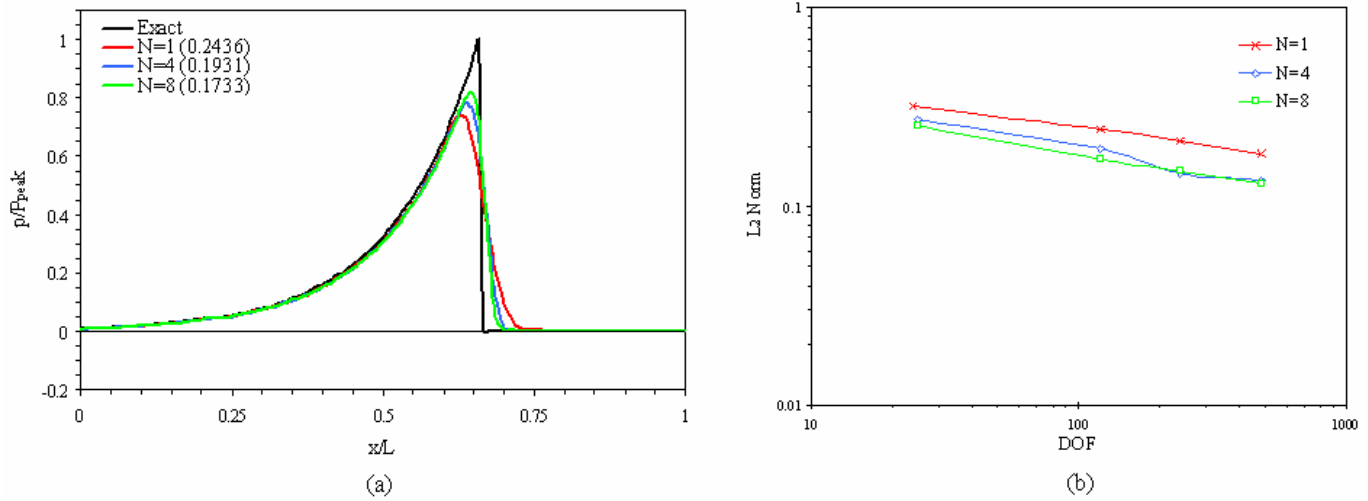 Exact
N=1 (0.2436)
N=4 (0.1931)
N=8 (0.1733)
1
0.8
0.6
0.4
0.2
0
-0.2
p/Ppeak
0 0.25 0.5 0.75 1
x/L
(a)
N=1
N=4
N=8
1
0.1
0.01
L2 Norm
10 100 1000
DOF
(b)